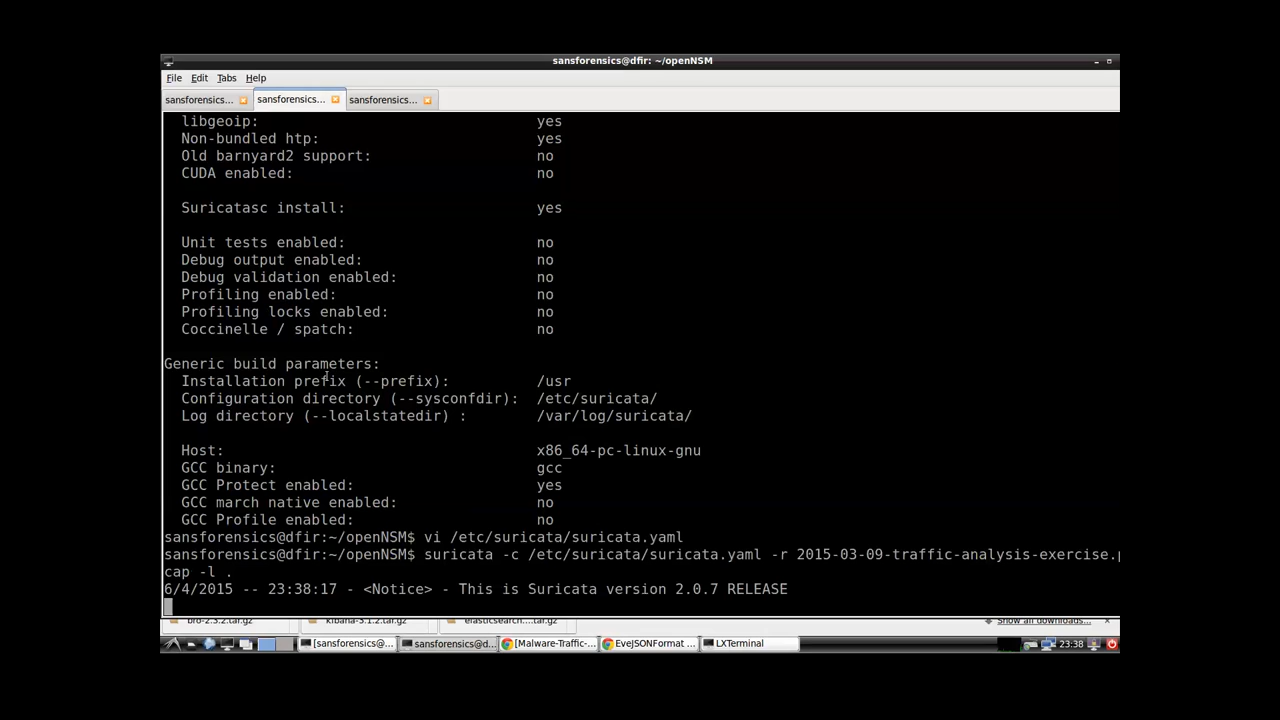 sansforensics@dfir: ~/openNSM
File Edit Tabs Help
sansforensics... sansforensics... sansforensics...
libgeoip: yes
Non-bundled htp: yes
Old barnyard2 support: no
CUDA enabled: no
Suricatasc install: yes
Unit tests enabled: no
Debug output enabled: no
Debug validation enabled: no
Profiling enabled: no
Profiling locks enabled: no
Coccinelle / spatch: no
Generic build parameters:
Installation prefix (--prefix): /usr
Configuration directory (--sysconfdir): /etc/suricata/
Log directory (--localstatedir) : /var/log/suricata/
Host: x86_64-pc-linux-gnu
GCC binary: gcc
GCC Protect enabled: yes
GCC march native enabled: no
GCC Profile enabled: no
sansforensics@dfir:~/openNSM$ vi /etc/suricata/suricata.yaml
sansforensics@dfir:~/openNSM$ suricata -c /etc/suricata/suricata.yaml -r 2015-03-09-traffic-analysis-exercise.p
cap -l .
6/4/2015 -- 23:38:17 - <Notice> - This is Suricata version 2.0.7 RELEASE
bro-2.3.2.tar.gz kibana-3.1.2.tar.gz elasticsearch....tar.gz Show all downloads...
[sansforensics@... sansforensics@d... [Malware-Traffic-... EveJSONFormat ... LXTerminal 23:38